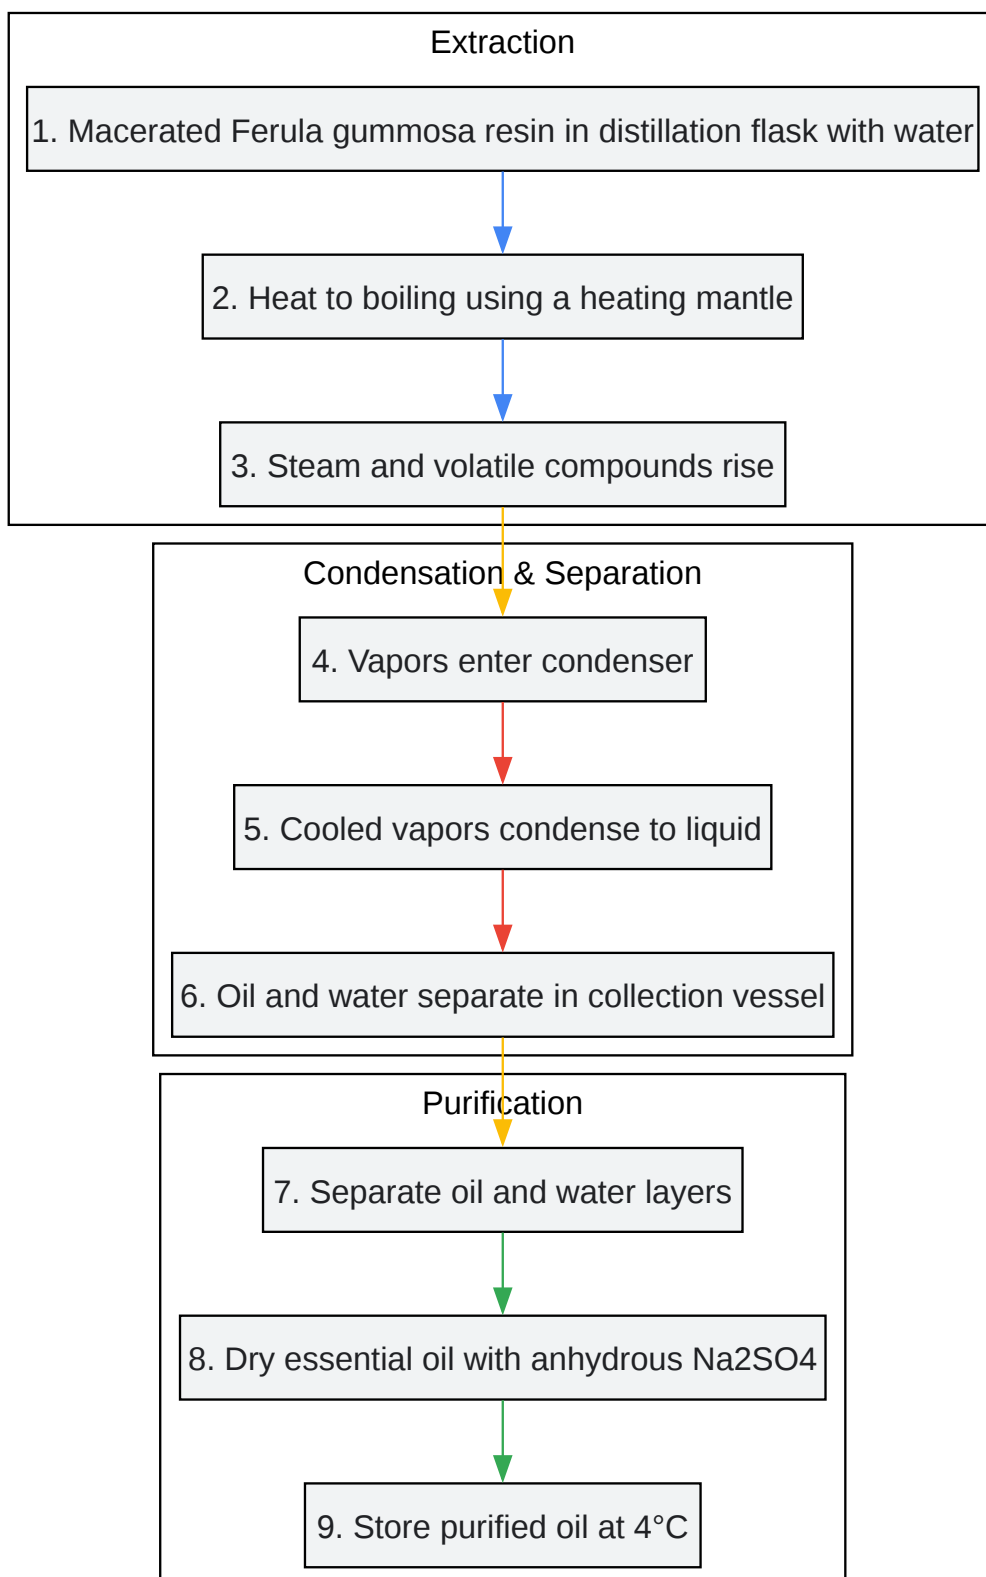 Extraction
1. Macerated Ferula gummosa resin in distillation flask with water
2. Heat to boiling using a heating mantle
3. Steam and volatile compounds rise
Condensation & Separation
4. Vapors enter condenser
5. Cooled vapors condense to liquid
6. Oil and water separate in collection vessel
Purification
7. Separate oil and water layers
8. Dry essential oil with anhydrous Na2SO4
9. Store purified oil at 4°C